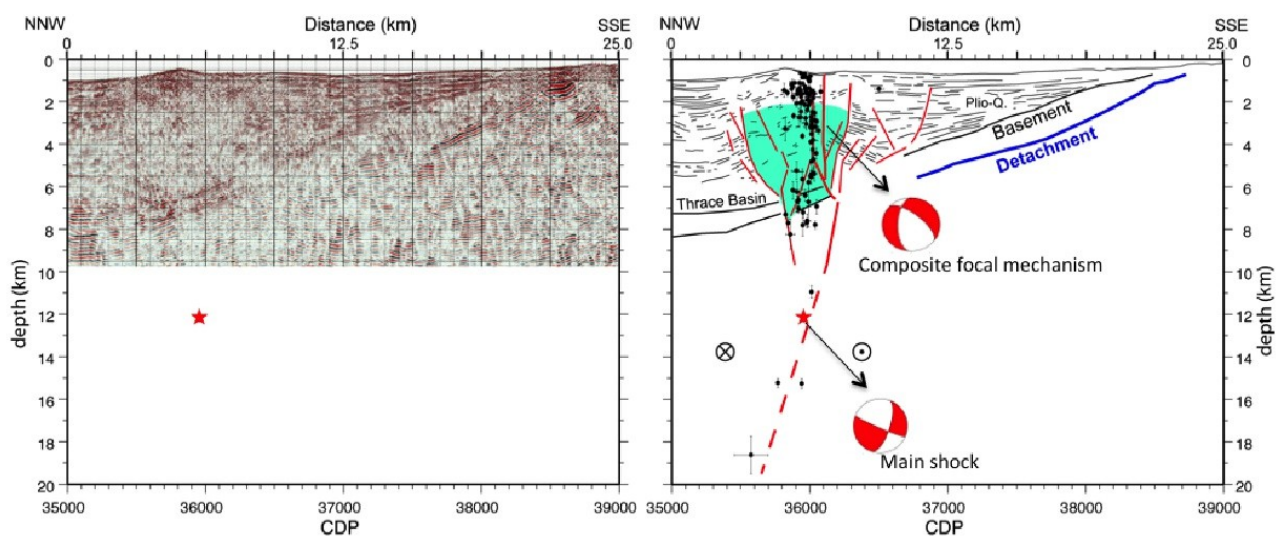 NNW Distance (km) SSE
0 12.5 25.0
0
2
4
6
8
10
12
14
16
18
20
depth (km)
35000 36000 37000 38000 39000
CDP
NNW Distance (km) SSE
0 12.5 25.0
Plio-Q.
Basement
Detachment
Thrace Basin
Composite focal mechanism
Main shock
0
2
4
6
8
10
12
14
16
18
20
depth (km)
35000 36000 37000 38000 39000
CDP